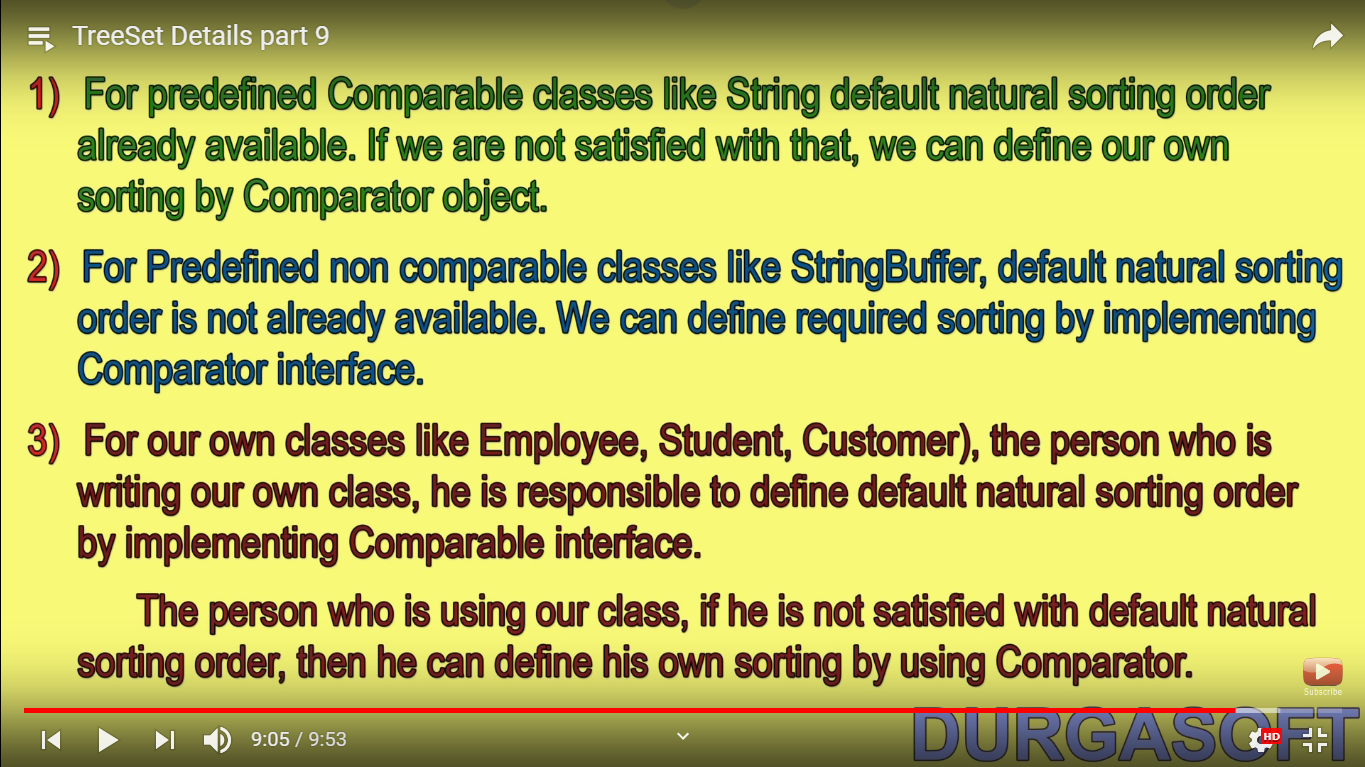 TreeSet Details part 9
1) For predefined Comparable classes like String default natural sorting order
already available. If we are not satisfied with that, we can define our own
sorting by Comparator object.
2) For Predefined non comparable classes like StringBuffer, default natural sorting
order is not already available. We can define required sorting by implementing
Comparator interface.
3) For our own classes like Employee, Student, Customer), the person who is
writing our own class, he is responsible to define default natural sorting order
by implementing Comparable interface.
The person who is using our class, if he is not satisfied with default natural
sorting order, then he can define his own sorting by using Comparator.
Subscribe
DURGASOFT
9:05 / 9:53
HD